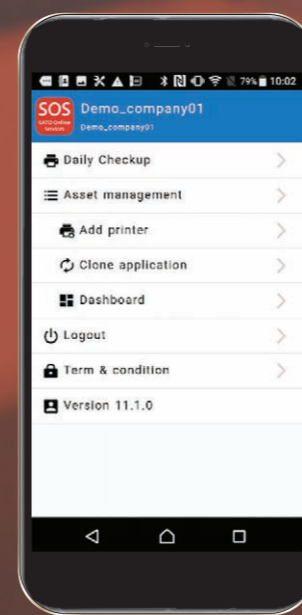 79% 10:02
SOS
SATO Online
Services
Demo_company01
Demo_company01
Daily Checkup
Asset management
Add printer
Clone application
Dashboard
Logout
Term & condition
Version 11.1.0